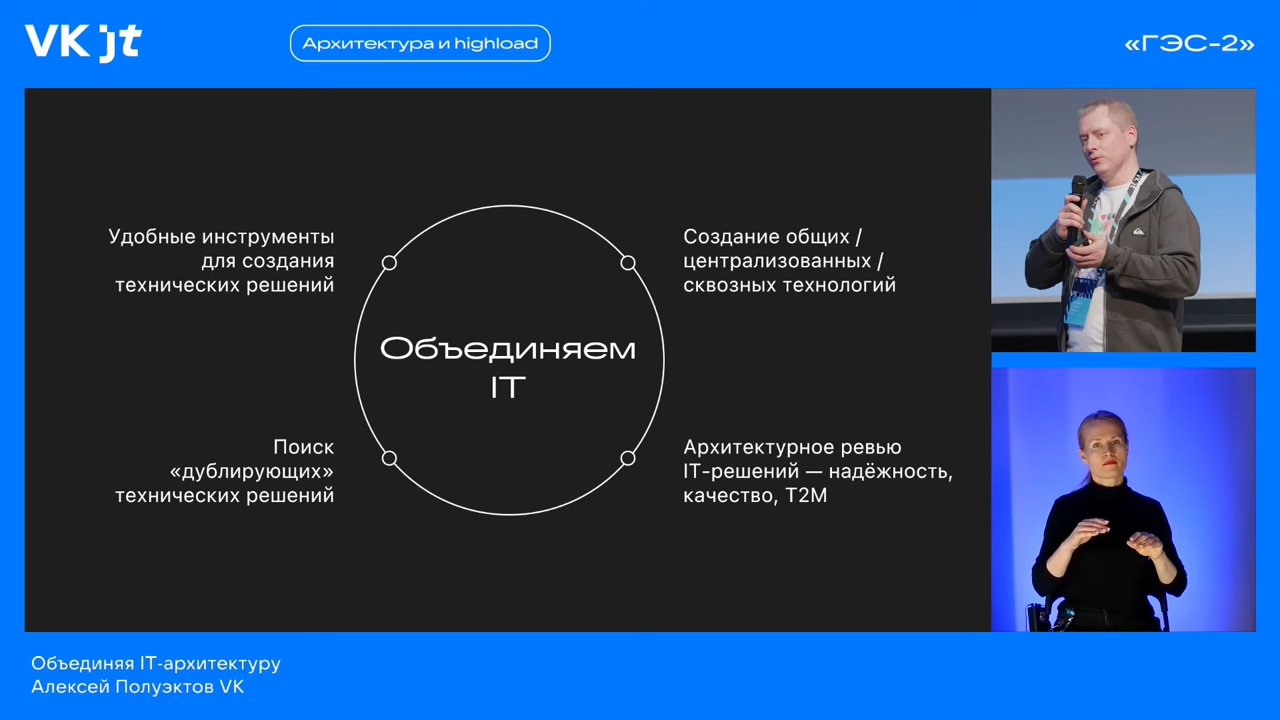 VK jt
Архитектура и highload
«ГЭС-2»
Удобные инструменты
для создания
технических решений
Создание общих /
централизованных /
сквозных технологий
Объединяем
IT
Поиск
«дублирующих»
технических решений
Архитектурное ревью
IT-решений — надёжность,
качество, T2M
Объединяя IT-архитектуру
Алексей Полуэктов VK